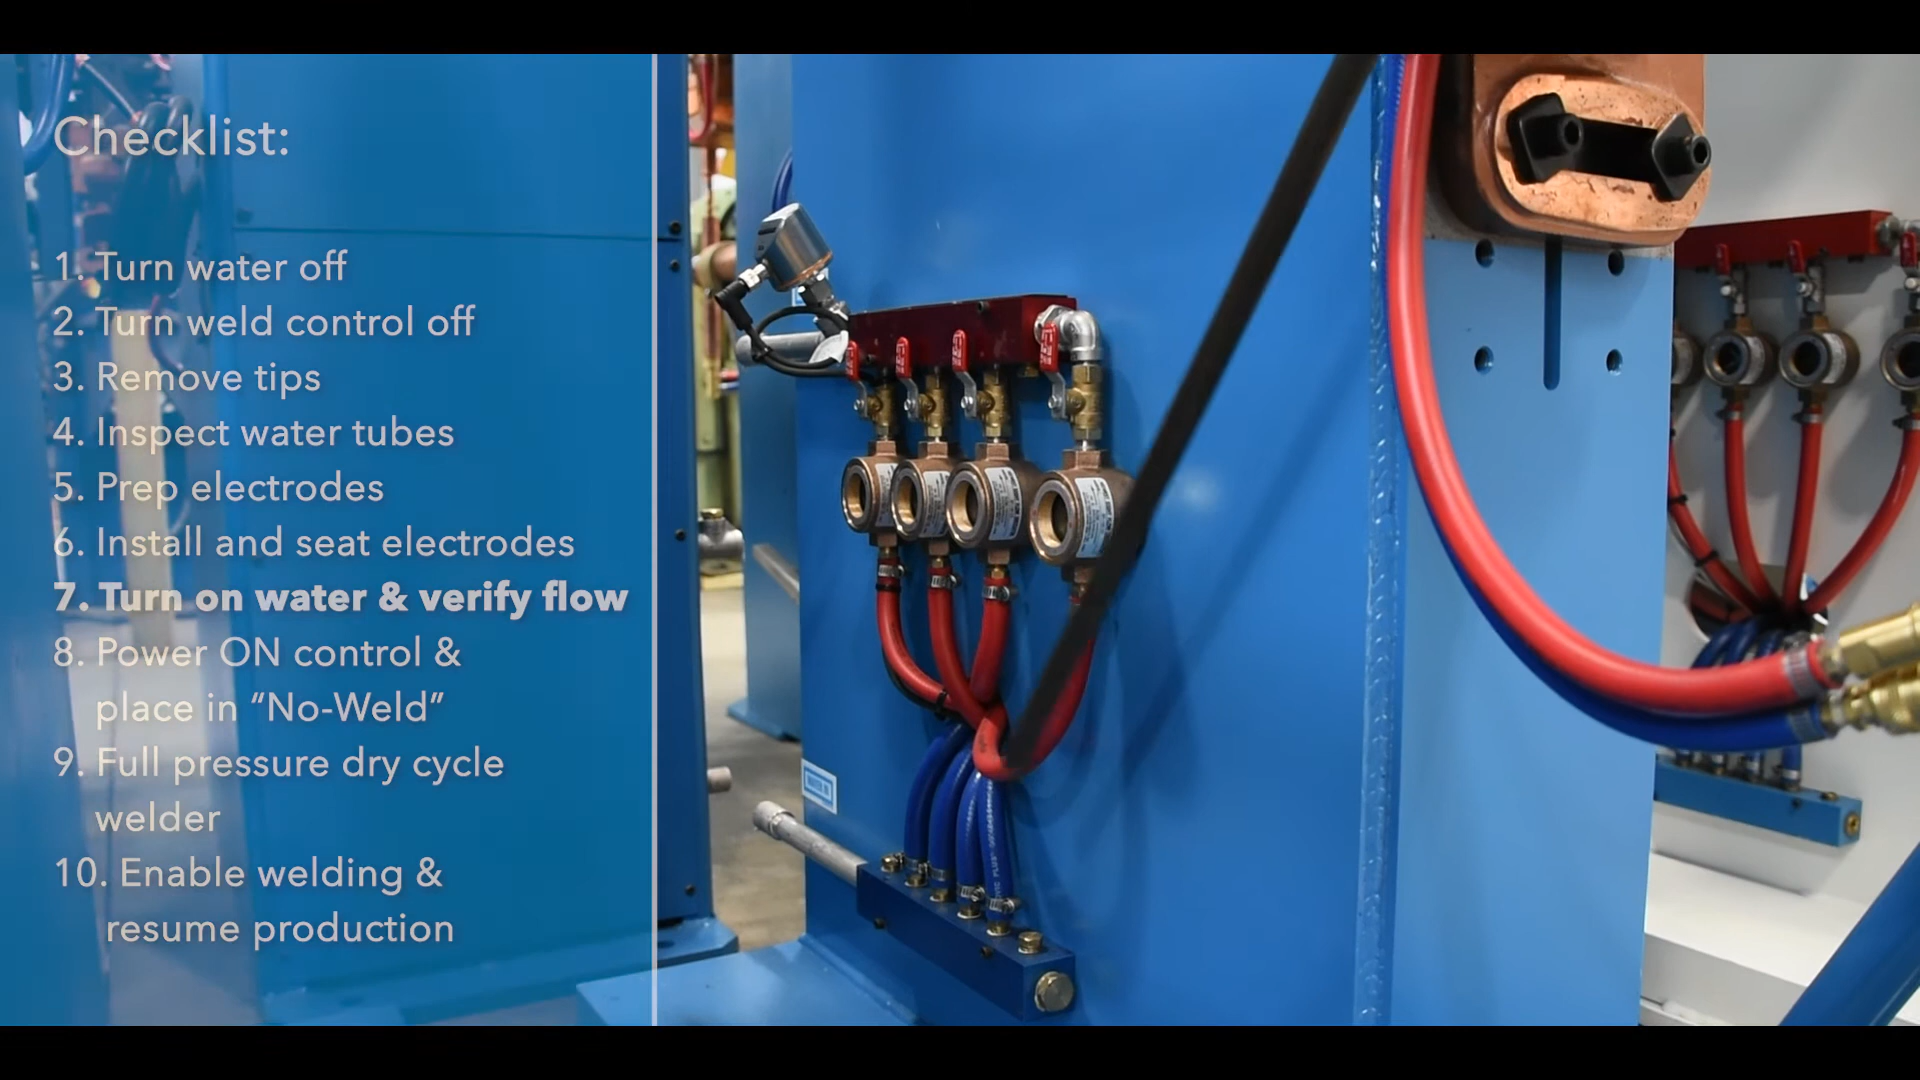 Checklist:
1. Turn water off
2. Turn weld control off
3. Remove tips
4. Inspect water tubes
5. Prep electrodes
6. Install and seat electrodes
7. Turn on water & verify flow
8. Power ON control &
place in “No-Weld”
9. Full pressure dry cycle
welder
10. Enable welding &
resume production
WATER IN